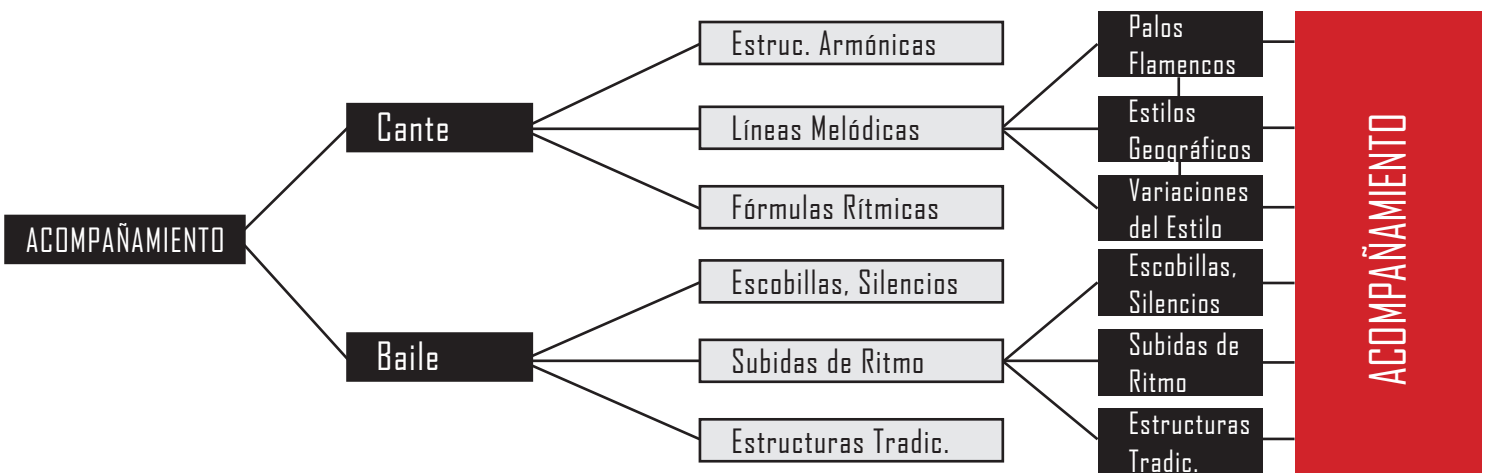 ACOMPAÑAMIENTO
Cante
Baile
Estruc. Armónicas
Líneas Melódicas
Fórmulas Rítmicas
Escobillas, Silencios
Subidas de Ritmo
Estructuras Tradic.
Palos
Flamencos
Estilos
Geográficos
Variaciones
del Estilo
Escobillas,
Silencios
Subidas de
Ritmo
Estructuras
Tradic.
ACOMPAÑAMIENTO